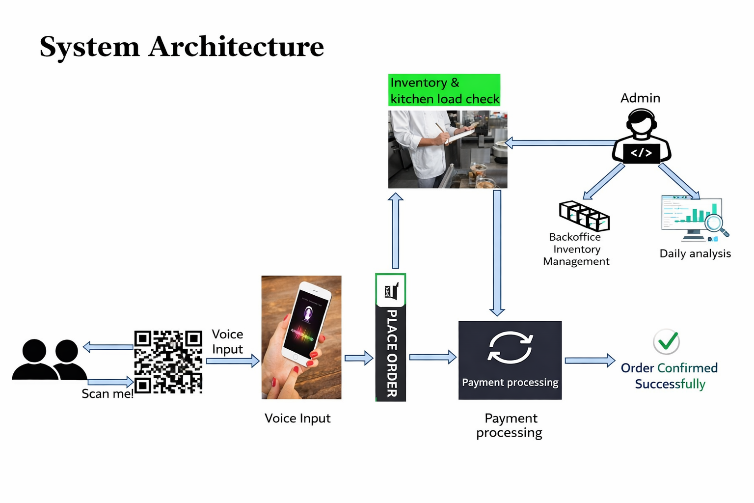 System Architecture
Inventory &
kitchen load check
Admin
</>
Backoffice
Inventory
Management
Daily analysis
Voice
Input
Scan me!
Voice Input
PLACE ORDER
Payment processing
Payment
processing
Order Confirmed
Successfully